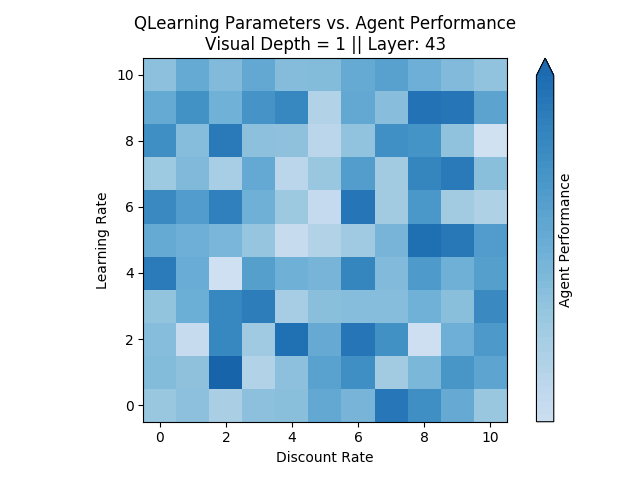 QLearning Parameters vs. Agent Performance
Visual Depth = 1 || Layer: 43
10
8
6
4
2
0
Learning Rate
0 2 4 6 8 10
Discount Rate
Agent Performance